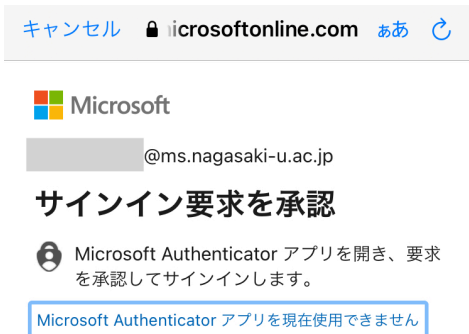 キャンセル icrosoftonline.com ぁあ
Microsoft
@ms.nagasaki-u.ac.jp
サインイン要求を承認
Microsoft Authenticator アプリを開き、要求
を承認してサインインします。
Microsoft Authenticator アプリを現在使用できません